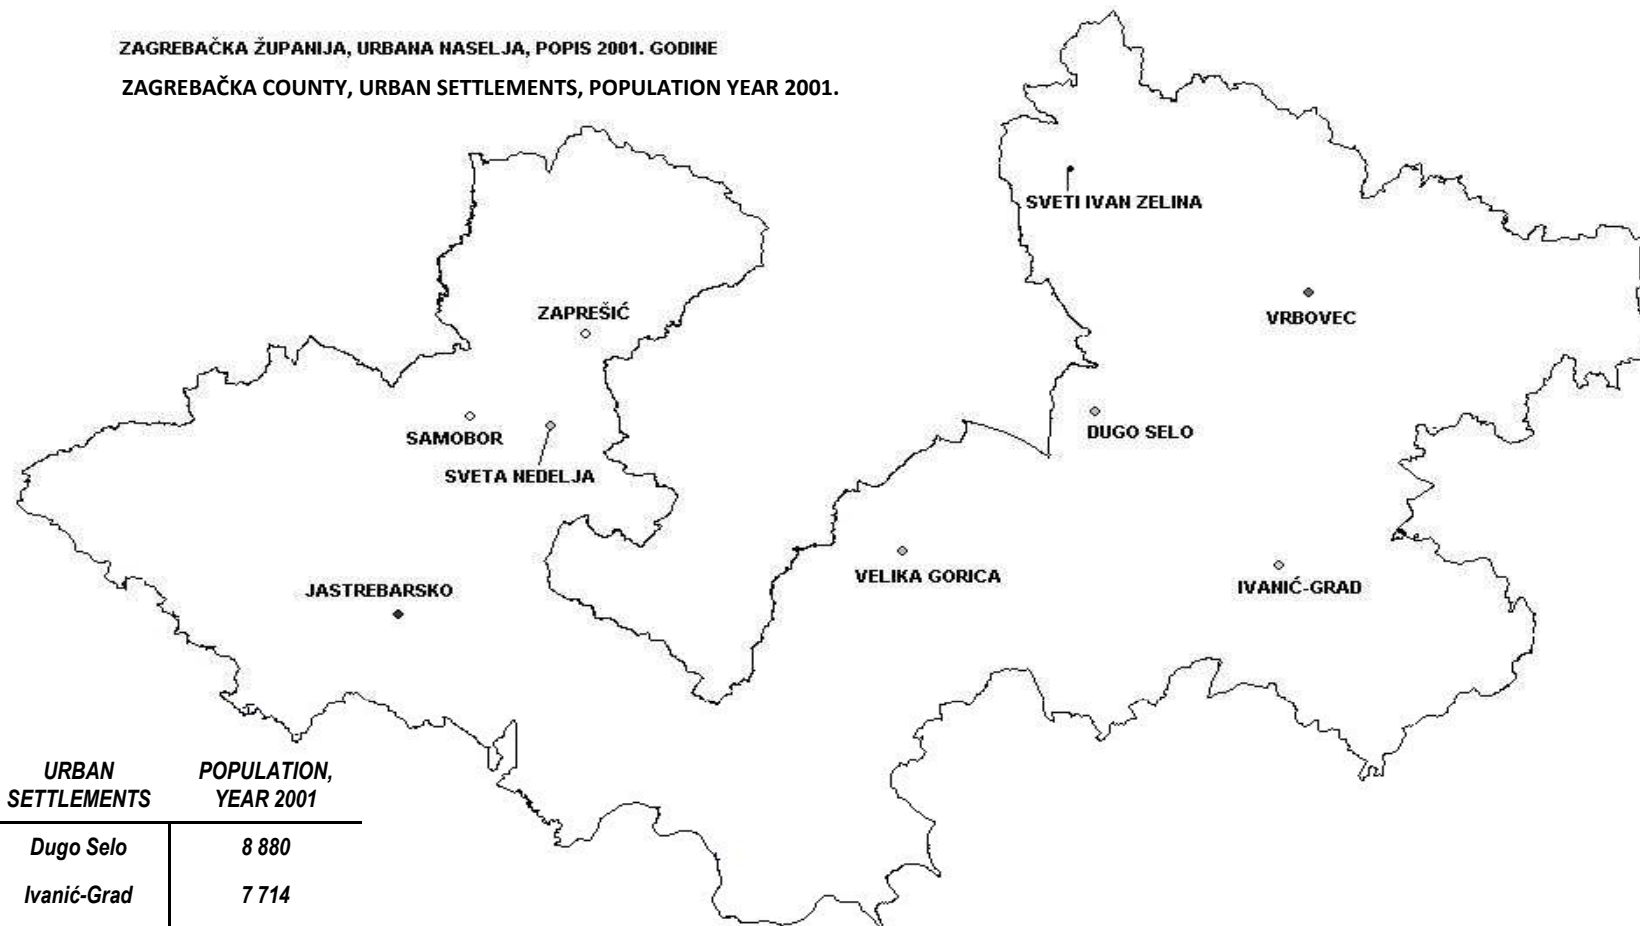 ZAGREBAČKA ŽUPANIJA, URBANA NASELJA, POPIS 2001. GODINE
ZAGREBAČKA COUNTY, URBAN SETTLEMENTS, POPULATION YEAR 2001.
SVETI IVAN ZELINA
ZAPREŠIĆ
VRBOVEC
SAMOBOR
DUGO SELO
SVETA NEDELJA
VELIKA GORICA
IVANIĆ-GRAD
JASTREBARSKO
URBAN SETTLEMENTS
POPULATION, YEAR 2001
Dugo Selo 8 880
Ivanić-Grad 7 714